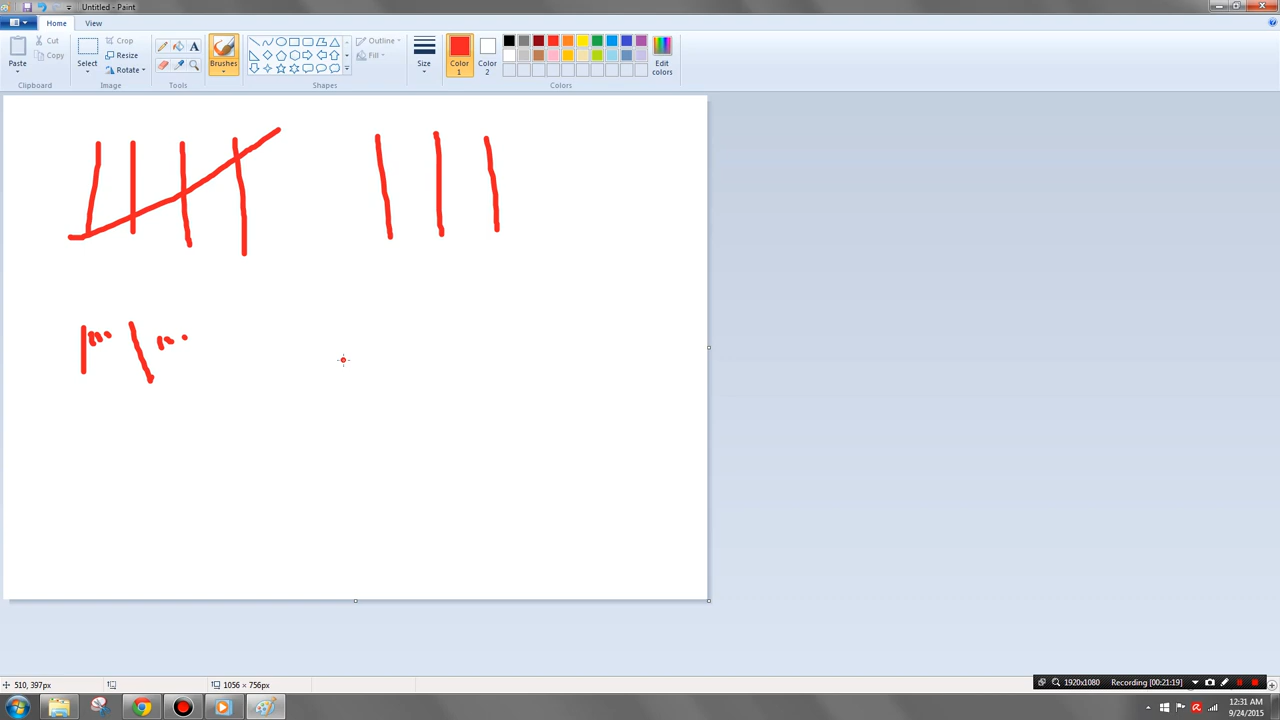 Untitled - Paint
Home View
Paste
Cut
Copy
Clipboard
Select
Crop
Resize
Rotate
Image
Tools
Brushes
Outline
Fill
Shapes
Size
Color 1
Color 2
Edit colors
Colors
510, 397px
1056 × 756px
1920x1080
Recording [00:21:19]
12:31 AM
9/24/2015